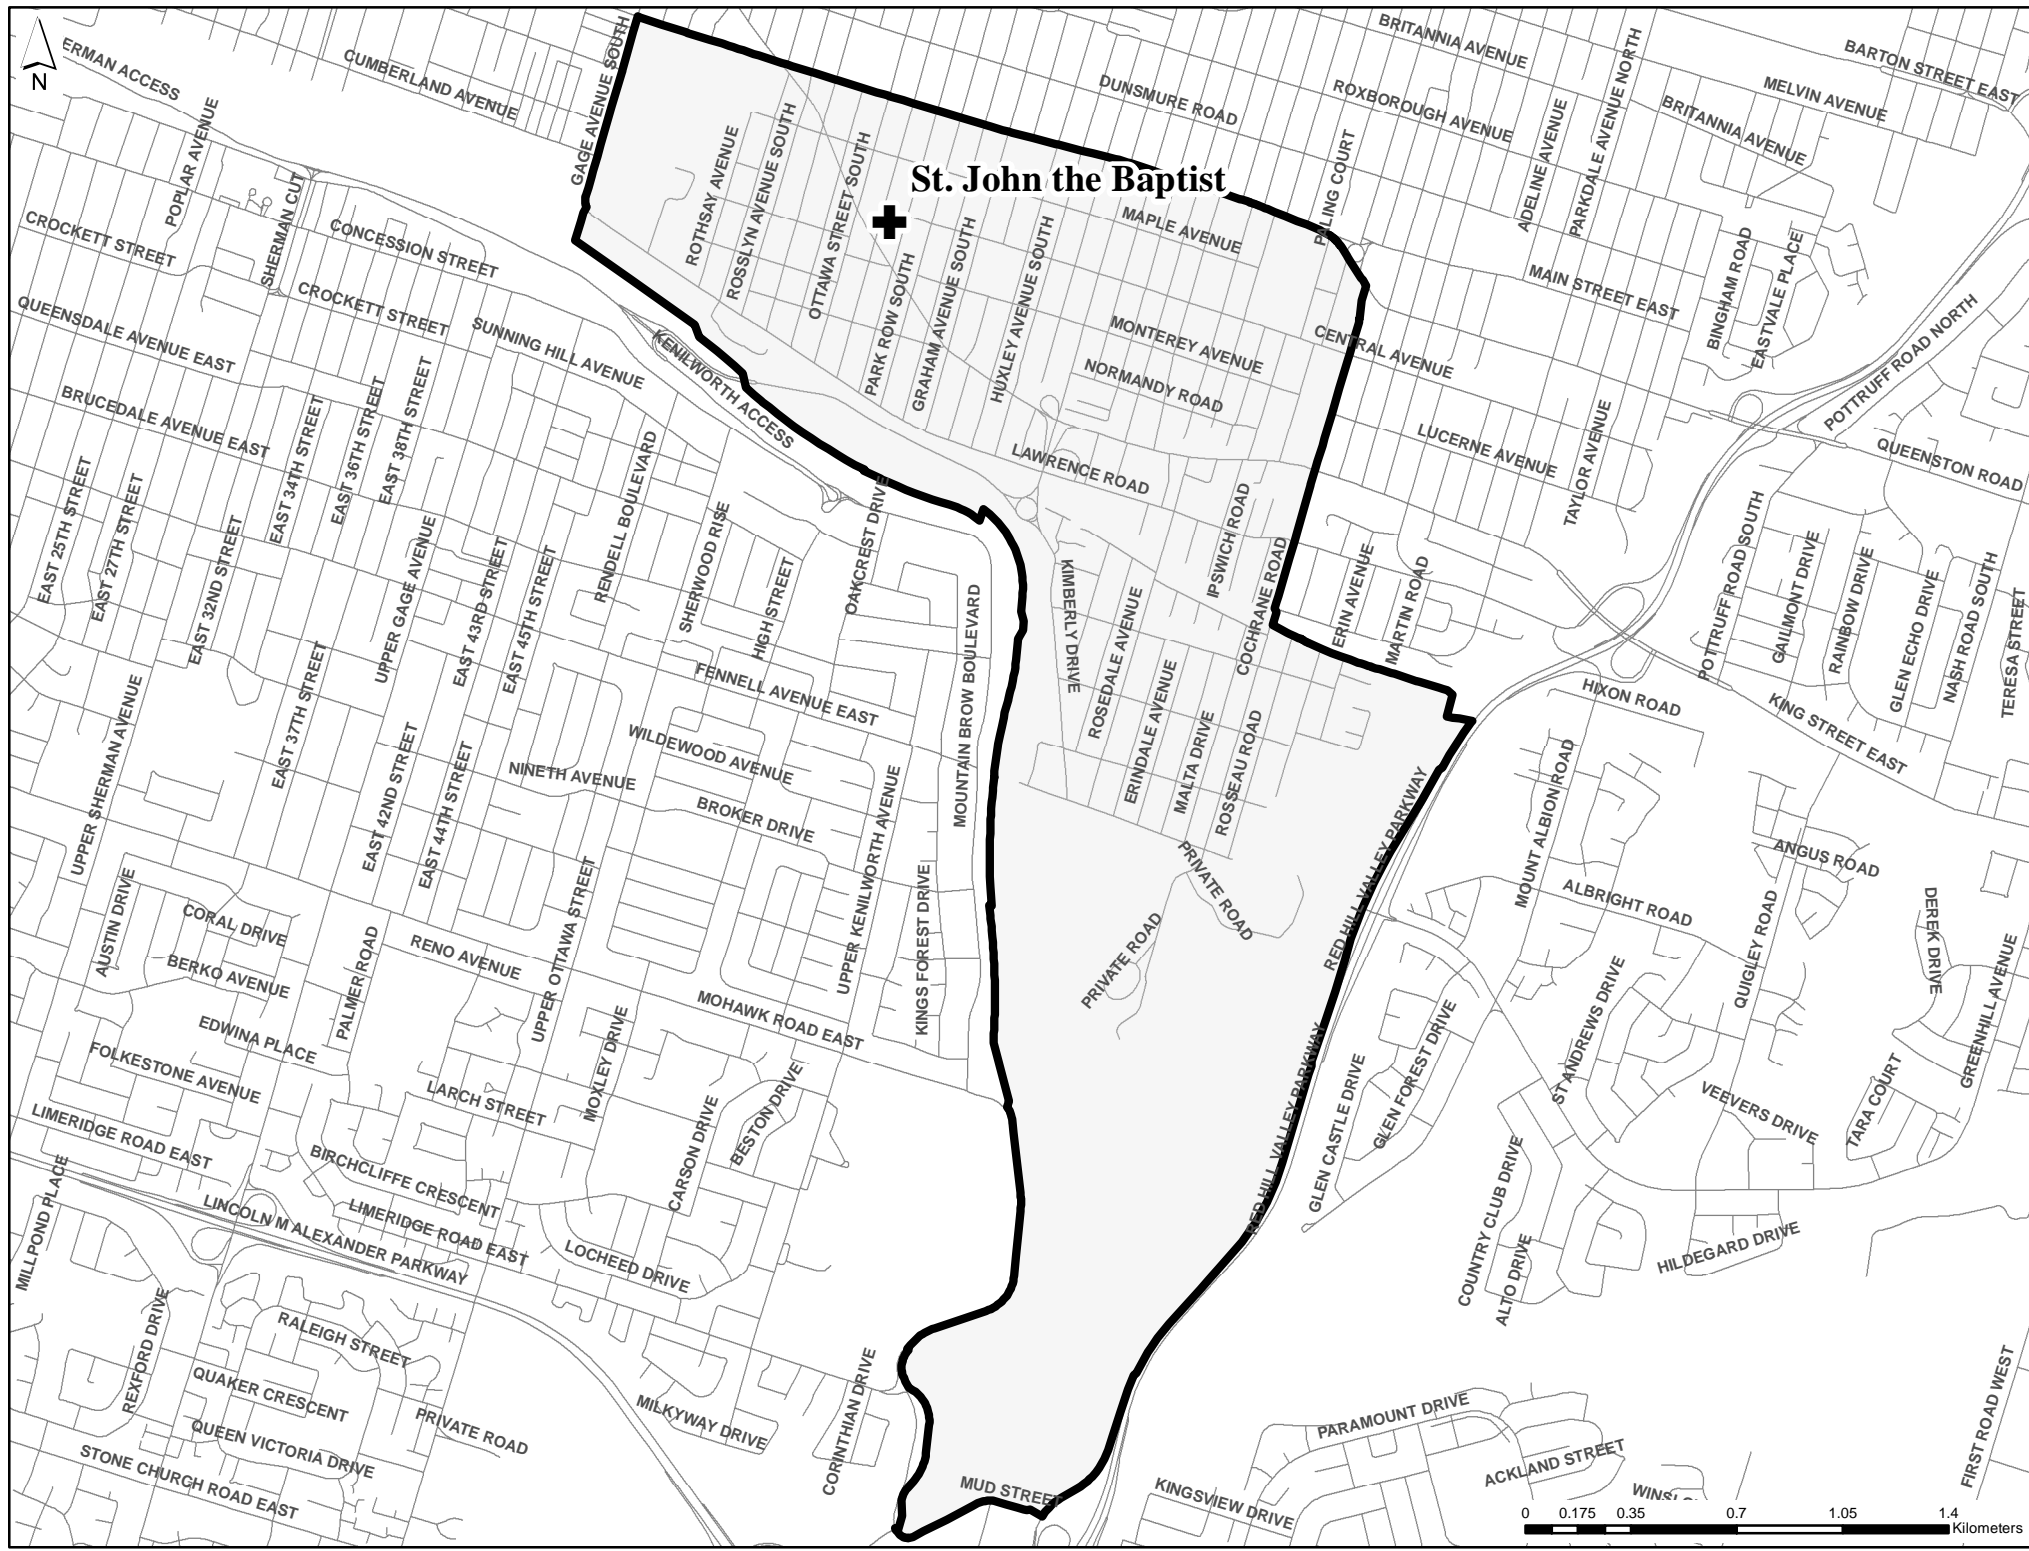 N
ERMAN ACCESS
CUMBERLAND AVENUE
GAGE AVENUE SOUTH
BRITANNIA AVENUE
BARTON STREET EAST
DUNSMURE ROAD
ROXBOROUGH AVENUE
PARKDALE AVENUE NORTH
MELVIN AVENUE
BRITANNIA AVENUE
ADELINE AVENUE
POPLAR AVENUE
ROTHSAY AVENUE
ROSSLYN AVENUE SOUTH
OTTAWA STREET SOUTH
St. John the Baptist
PALING COURT
MAPLE AVENUE
CROCKETT STREET
SHERMAN CUT
CONCESSION STREET
PARK ROW SOUTH
GRAHAM AVENUE SOUTH
HUXLEY AVENUE SOUTH
MAIN STREET EAST
BINGHAM ROAD
EASTVALE PLACE
QUEENSDALE AVENUE EAST
CROCKETT STREET
SUNNING HILL AVENUE
KENILWORTH ACCESS
MONTEREY AVENUE
CENTRAL AVENUE
NORMANDY ROAD
POTTRUFF ROAD NORTH
BRUCEDALE AVENUE EAST
EAST 34TH STREET
EAST 36TH STREET
EAST 38TH STREET
LAWRENCE ROAD
LUCERNE AVENUE
TAYLOR AVENUE
QUEENSTON ROAD
EAST 25TH STREET
EAST 27TH STREET
EAST 32ND STREET
UPPER GAGE AVENUE
EAST 43RD STREET
EAST 45TH STREET
RENDELL BOULEVARD
SHERWOOD RISE
HIGH STREET
OAKCREST DRIVE
MOUNTAIN BROW BOULEVARD
KIMBERLY DRIVE
ROSEDALE AVENUE
IPSWICH ROAD
COCHRANE ROAD
ERIN AVENUE
MARTIN ROAD
POTTRUFF ROAD SOUTH
GAILMONT DRIVE
RAINBOW DRIVE
GLEN ECHO DRIVE
NASH ROAD SOUTH
TERESA STREET
UPPER SHERMAN AVENUE
EAST 37TH STREET
FENNELL AVENUE EAST
WILDEWOOD AVENUE
NINETH AVENUE
BROKER DRIVE
EAST 42ND STREET
EAST 44TH STREET
ERINDALE AVENUE
MALTA DRIVE
ROSSEAU ROAD
HIXON ROAD
KING STREET EAST
MOUNT ALBION ROAD
RED HILL VALLEY PARKWAY
PRIVATE ROAD
PRIVATE ROAD
ANGUS ROAD
ALBRIGHT ROAD
QUIGLEY ROAD
DEREK DRIVE
GREENHILL AVENUE
AUSTIN DRIVE
CORAL DRIVE
BERKO AVENUE
PALMER ROAD
RENO AVENUE
UPPER OTTAWA STREET
UPPER KENILWORTH AVENUE
KINGS FOREST DRIVE
MOHAWK ROAD EAST
EDWINA PLACE
FOLKESTONE AVENUE
LARCH STREET
MOXLEY DRIVE
CARSON DRIVE
BESTON DRIVE
RED HILL VALLEY PARKWAY
GLEN CASTLE DRIVE
GLEN FOREST DRIVE
ST ANDREWS DRIVE
VEEVERS DRIVE
TARA COURT
LIMERIDGE ROAD EAST
BIRCHCLIFFE CRESCENT
LIMERIDGE ROAD EAST
LINCOLN M ALEXANDER PARKWAY
MILLPOND PLACE
LOCHEED DRIVE
COUNTRY CLUB DRIVE
ALTO DRIVE
HILDEGARD DRIVE
REXFORD DRIVE
RALEIGH STREET
QUAKER CRESCENT
QUEEN VICTORIA DRIVE
PRIVATE ROAD
STONE CHURCH ROAD EAST
MILKYWAY DRIVE
CORINTHIAN DRIVE
MUD STREET
KINGSVIEW DRIVE
PARAMOUNT DRIVE
ACKLAND STREET
FIRST ROAD WEST
0 0.175 0.35 0.7 1.05 1.4
Kilometers